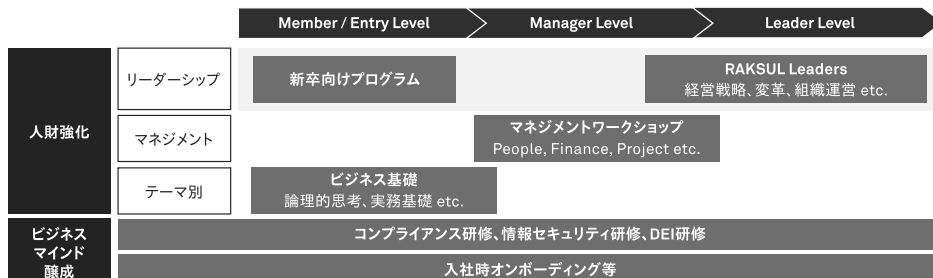 Member / Entry Level
Manager Level
Leader Level
人財強化
リーダーシップ
新卒向けプログラム
RAKSUL Leaders
経営戦略、変革、組織運営 etc.
マネジメント
マネジメントワークショップ
People, Finance, Project etc.
テーマ別
ビジネス基礎
論理的思考、実務基礎 etc.
ビジネス
マインド
醸成
コンプライアンス研修、情報セキュリティ研修、DEI研修
入社時オンボーディング等